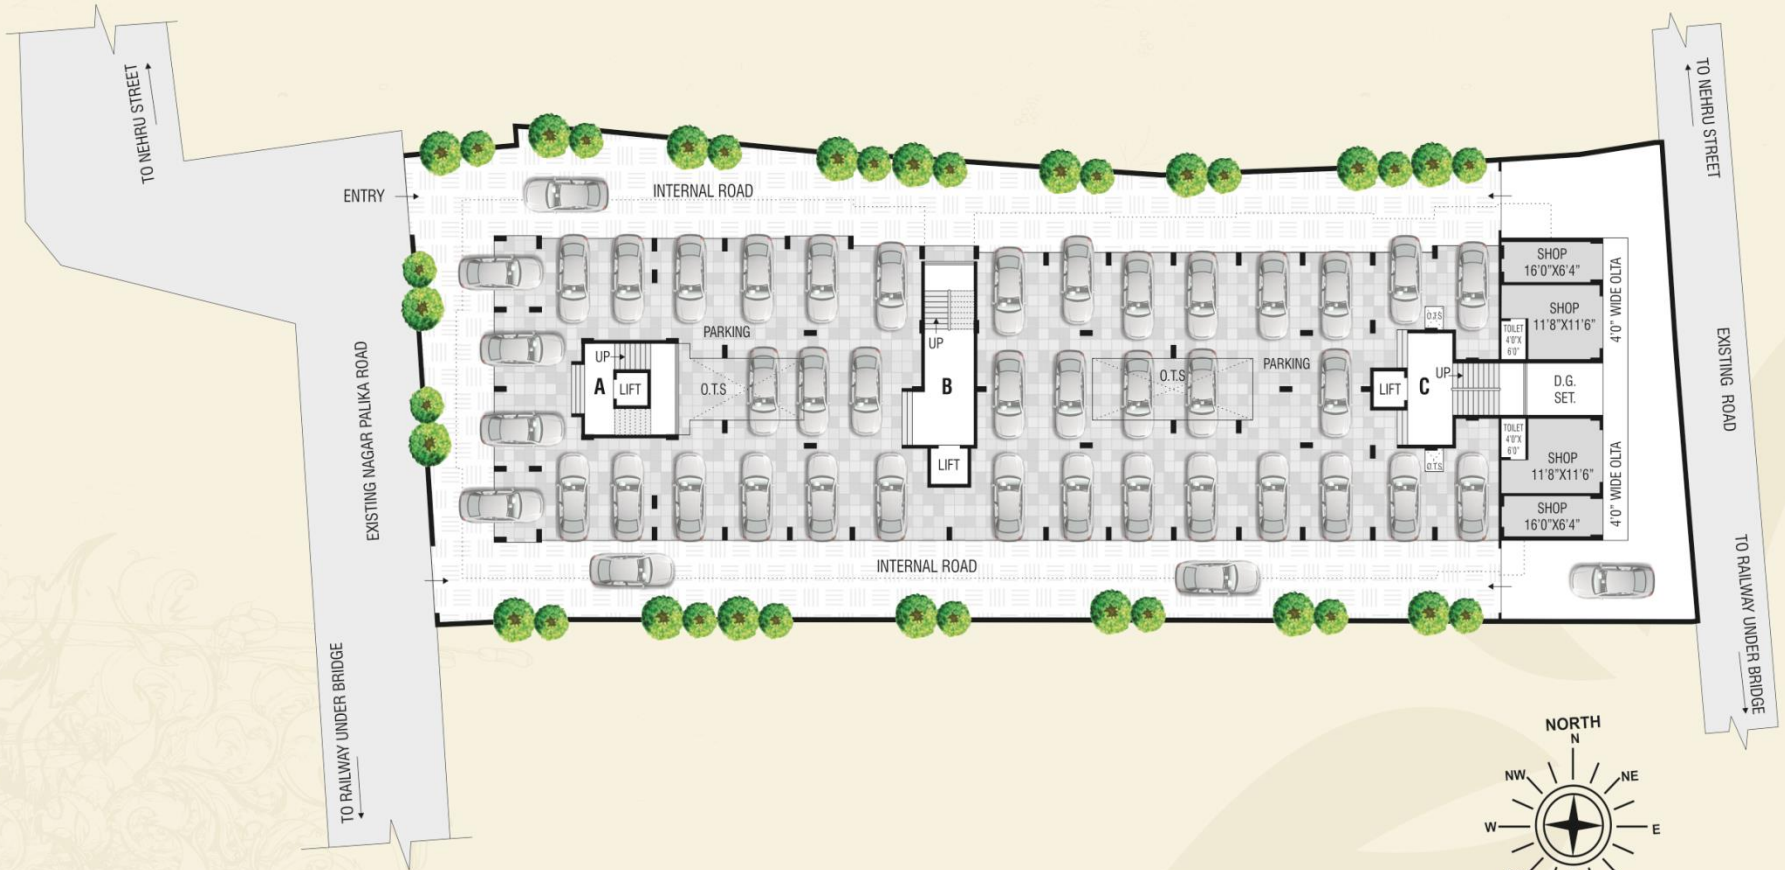 TO NEHRU STREET
TO NEHRU STREET
ENTRY
INTERNAL ROAD
SHOP
16'0"X6'4"
4'0" WIDE OLTA
SHOP
11'8"X11'6"
TOILET
4'0"X
6'0"
PARKING
UP
UP
A
LIFT
O.T.S
B
LIFT
O.T.S
PARKING
LIFT
C
UP
D.G.
SET.
TOILET
4'0"X
6'0"
SHOP
11'8"X11'6"
4'0" WIDE OLTA
O.T.S
SHOP
16'0"X6'4"
EXISTING NAGAR PALIKA ROAD
EXISTING ROAD
INTERNAL ROAD
TO RAILWAY UNDER BRIDGE
TO RAILWAY UNDER BRIDGE
NORTH
N
NW
NE
W
E